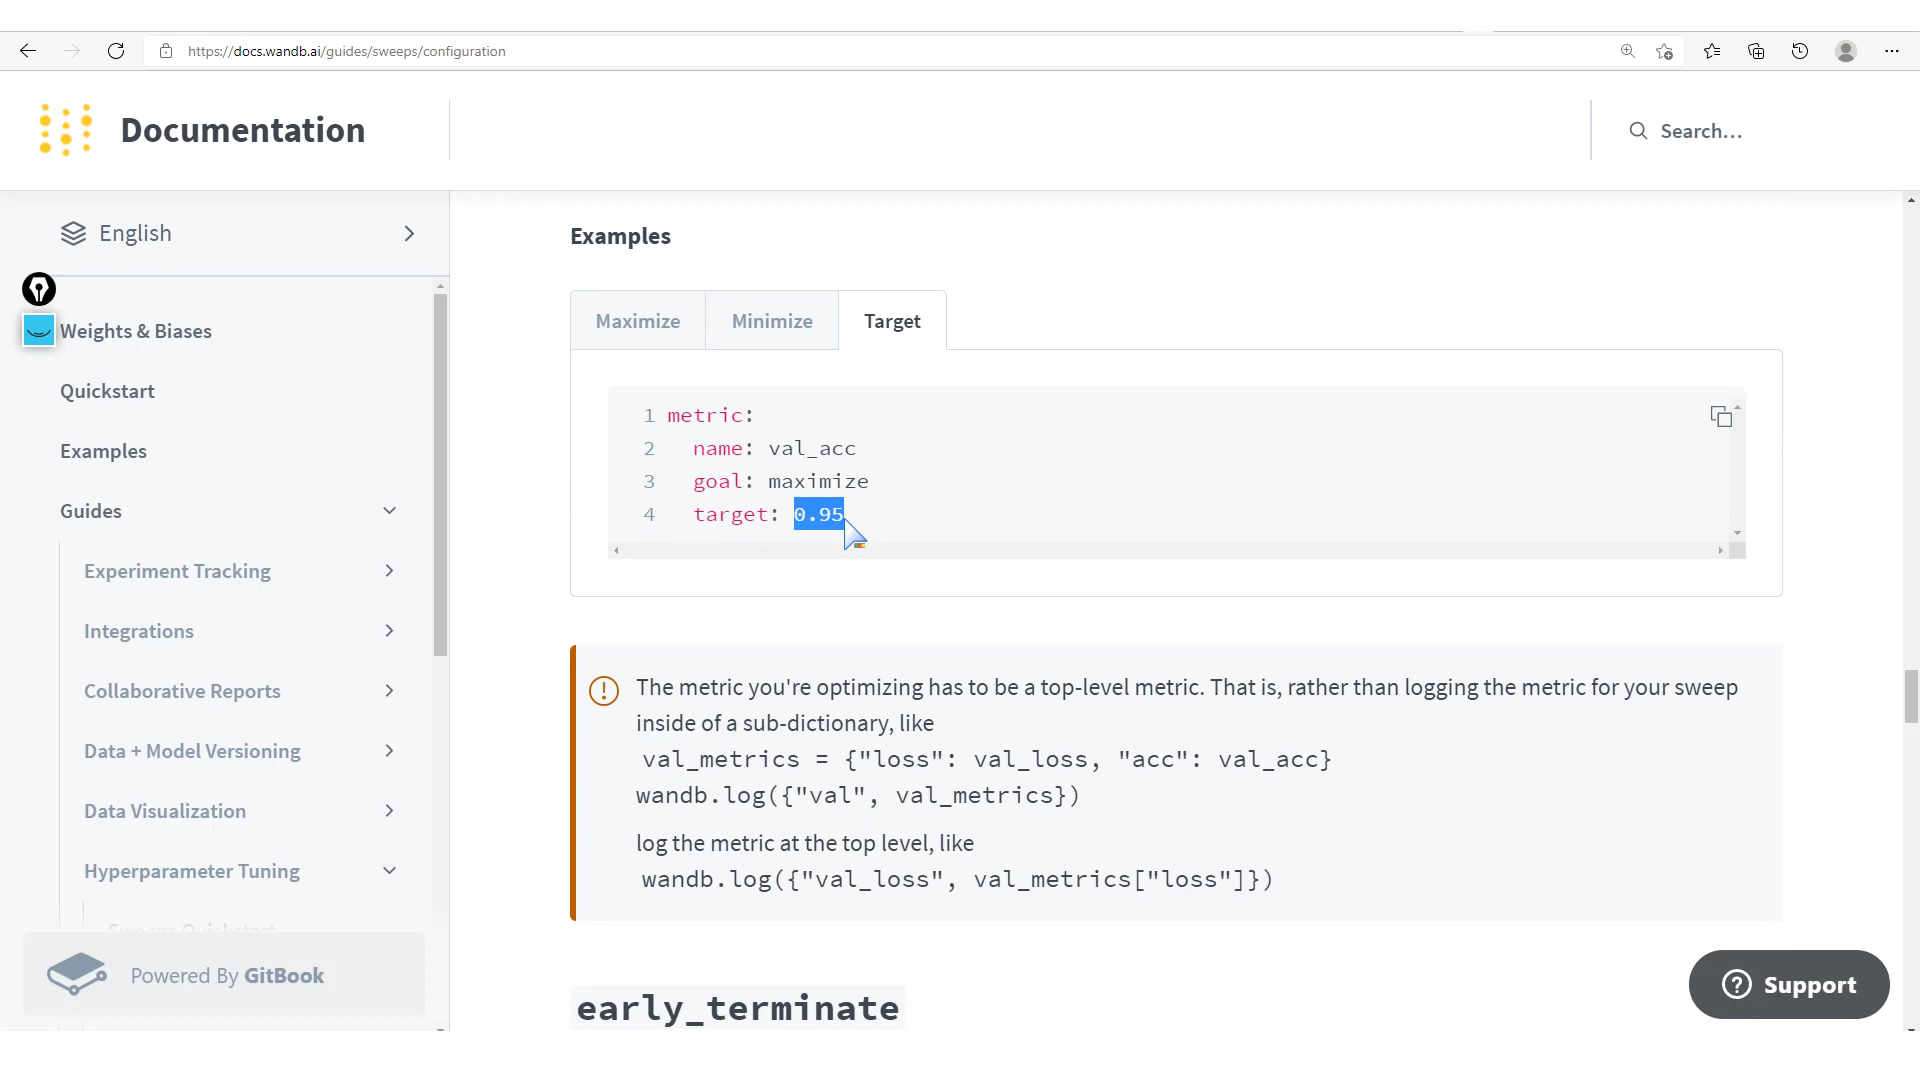 https://docs.wandb.ai/guides/sweeps/configuration
Documentation
Search...
English
Weights & Biases
Quickstart
Examples
Guides
Experiment Tracking
Integrations
Collaborative Reports
Data + Model Versioning
Data Visualization
Hyperparameter Tuning
Sweeps Quickstart
Powered By GitBook
Examples
Maximize
Minimize
Target
1 metric:
2 name: val_acc
3 goal: maximize
4 target: 0.95
The metric you're optimizing has to be a top-level metric. That is, rather than logging the metric for your sweep
inside of a sub-dictionary, like
val_metrics = {"loss": val_loss, "acc": val_acc}
wandb.log({"val", val_metrics})
log the metric at the top level, like
wandb.log({"val_loss", val_metrics["loss"]})
early_terminate
Support